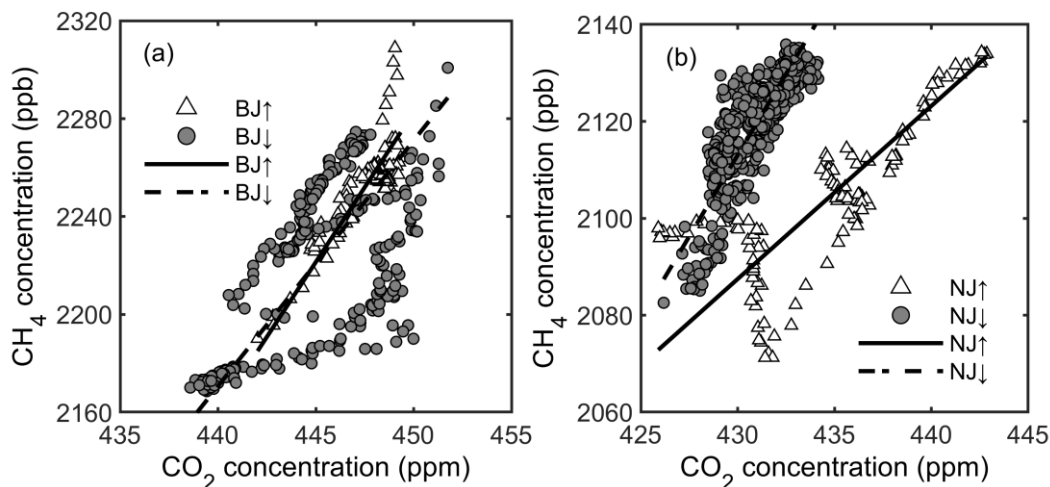 (a)
CH4 concentration (ppb)
2320
2280
2240
2200
2160
BJ↑
BJ↓
BJ↑
BJ↓
435
440
445
450
455
CO2 concentration (ppm)
(b)
CH4 concentration (ppb)
2140
2120
2100
2080
2060
NJ↑
NJ↓
NJ↑
NJ↓
425
430
435
440
445
CO2 concentration (ppm)